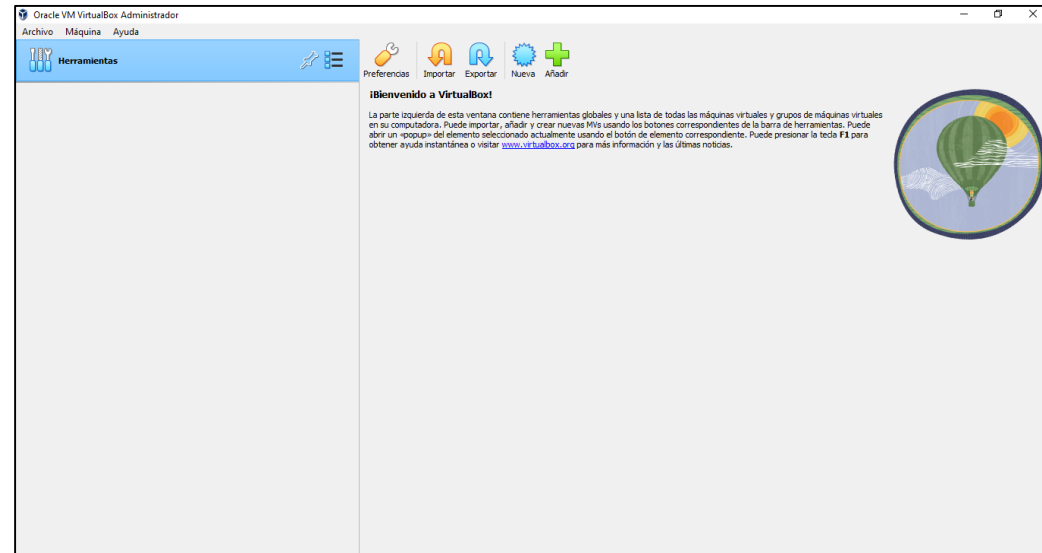 Oracle VM VirtualBox Administrador
Archivo Máquina Ayuda
Herramientas
Preferencias Importar Exportar Nueva Añadir
¡Bienvenido a VirtualBox!
La parte izquierda de esta ventana contiene herramientas globales y una lista de todas las máquinas virtuales y grupos de máquinas virtuales
en su computadora. Puede importar, añadir y crear nuevas MVs usando los botones correspondientes de la barra de herramientas. Puede
abrir un «popup» del elemento seleccionado actualmente usando el botón de elemento correspondiente. Puede presionar la tecla F1 para
obtener ayuda instantánea o visitar www.virtualbox.org para más información y las últimas noticias.